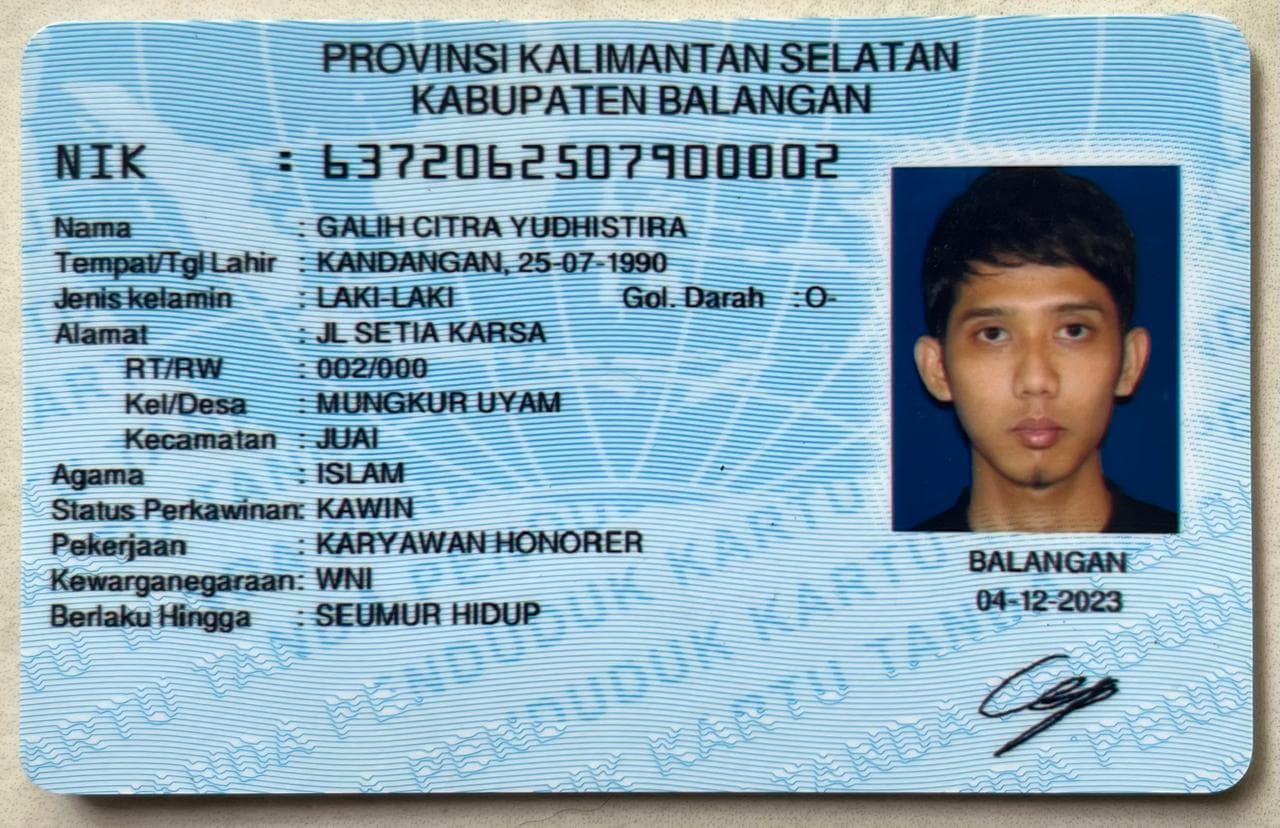 PROVINSI KALIMANTAN SELATAN
KABUPATEN BALANGAN
NIK : 6372062507900002
Nama : GALIH CITRA YUDHISTIRA
Tempat/Tgl Lahir : KANDANGAN, 25-07-1990
Jenis kelamin : LAKI-LAKI Gol. Darah : O-
Alamat : JL SETIA KARSA
RT/RW : 002/000
Kel/Desa : MUNGKUR UYAM
Kecamatan : JUAI
Agama : ISLAM
Status Perkawinan: KAWIN
Pekerjaan : KARYAWAN HONORER
Kewarganegaraan: WNI
Berlaku Hingga : SEUMUR HIDUP
BALANGAN
04-12-2023